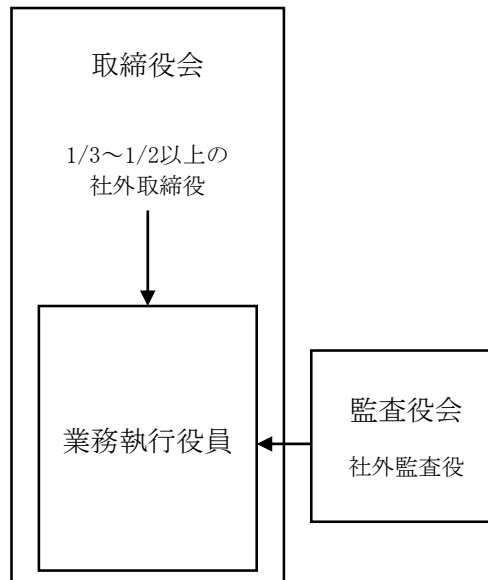 取締役会
1/3～1/2以上の
社外取締役
業務執行役員
監査役会
社外監査役